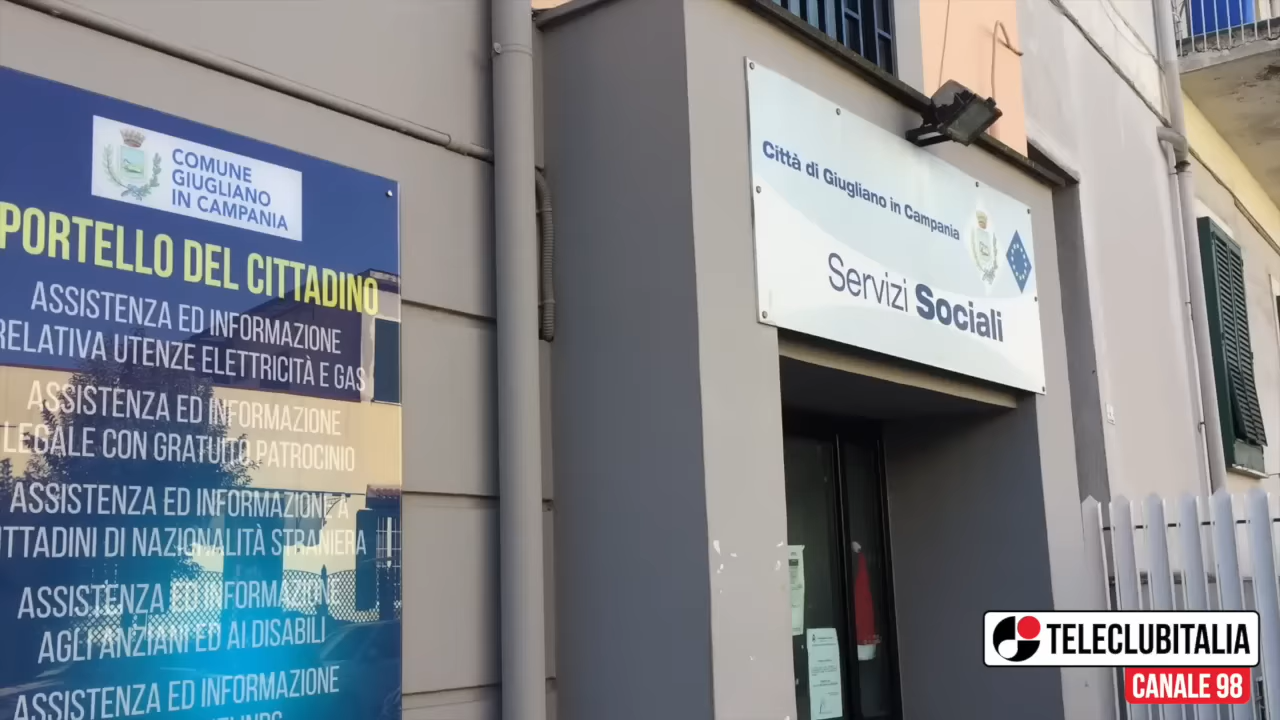 COMUNE
GIUGLIANO
IN CAMPANIA
PORTELLO DEL CITTADINO
ASSISTENZA ED INFORMAZIONE
RELATIVA UTENZE ELETTRICITÀ E GAS
ASSISTENZA ED INFORMAZIONE
LEGALE CON GRATUITO PATROCINIO
ASSISTENZA ED INFORMAZIONE A
ITTADINI DI NAZIONALITÀ STRANIERA
ASSISTENZA ED INFORMAZIONE
AGLI ANZIANI ED AI DISABILI
ASSISTENZA ED INFORMAZIONE
Città di Giugliano in Campania
Servizi Sociali
TELECLUBITALIA
CANALE 98